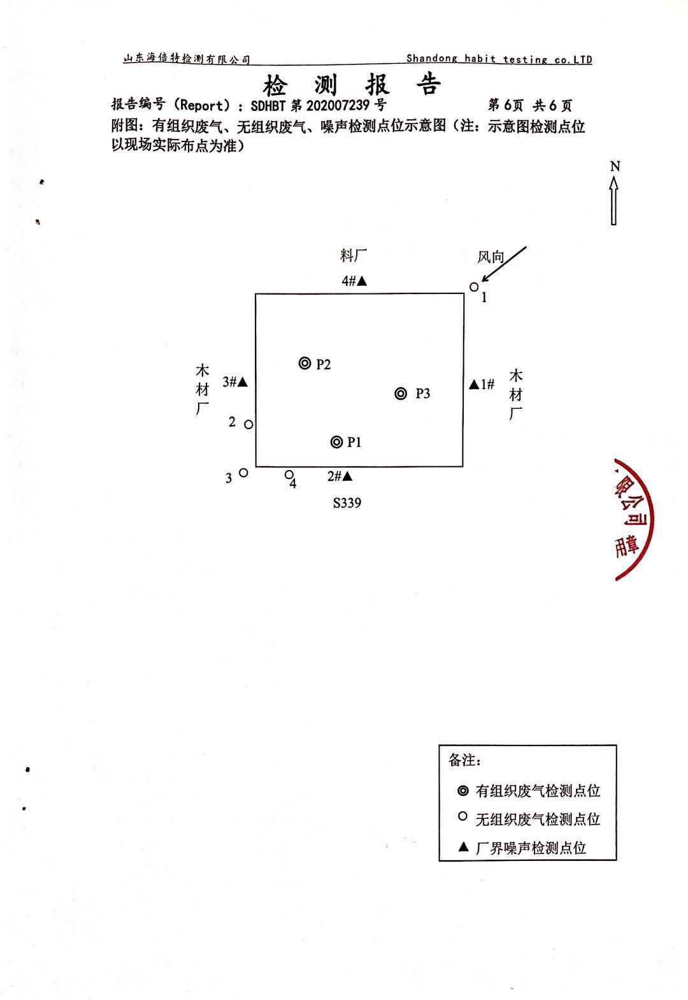 山东海倍特检测有限公司 Shandong habit testing co.LTD
检 测 报 告
报告编号（Report）：SDHBT 第 202007239 号 第 6页 共 6 页
附图：有组织废气、无组织废气、噪声检测点位示意图（注：示意图检测点位
以现场实际布点为准）
N
料厂
风向
4#▲
1
P2
木材厂
3#▲
▲1#
木材厂
P3
2
P1
3
4
2#▲
S339
限公司
用章
备注：
◎ 有组织废气检测点位
○ 无组织废气检测点位
▲ 厂界噪声检测点位